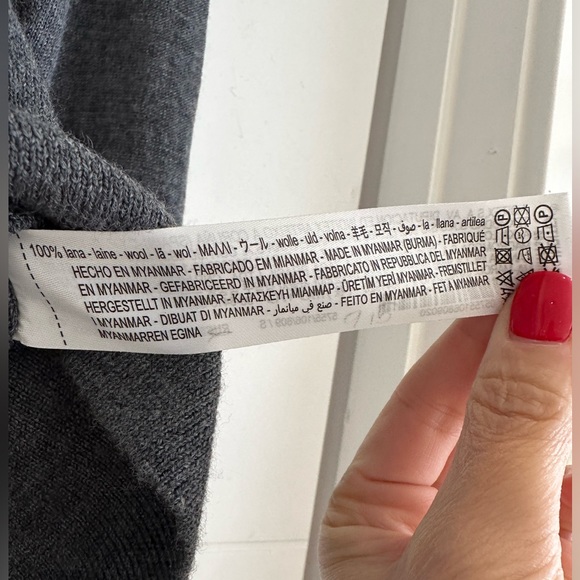 100% lana - laine - wool - lã - wol - ΜΑΛΛΙ - ウール - wolle - uld - volna - 羊毛 - 모직 - صوف - la - llana - artilea
HECHO EN MYANMAR - FABRICADO EM MIANMAR - MADE IN MYANMAR (BURMA) - FABRIQUÉ
EN MYANMAR - GEFABRICEERD IN MYANMAR - FABBRICATO IN REPUBBLICA DEL MYANMAR
HERGESTELLT IN MYANMAR - ΚΑΤΑΣΚΕΥΗ ΜΙΑΝΜΑΡ - ÜRETİM YERİ MYANMAR - FREMSTILLET
I MYANMAR - DIBUAT DI MYANMAR - صنع في ميانمار - FEITO EN MYANMAR - FET A MYANMAR
MYANMARREN EGINA